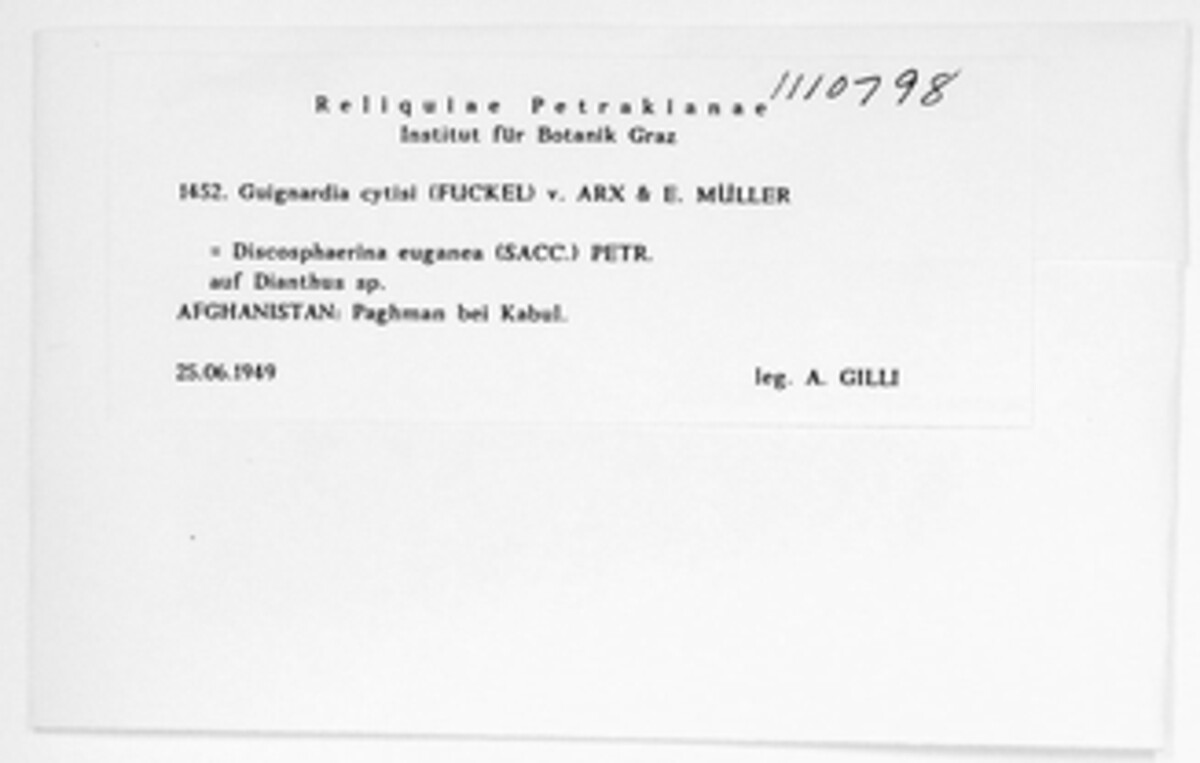 1110798
Reliquiae Petrakianae
Institut für Botanik Graz
1452. Guignardia cytisi (FUCKEL) v. ARX & E. MÜLLER
= Discosphaerina euganea (SACC.) PETR.
auf Dianthus sp.
AFGHANISTAN: Paghman bei Kabul.
25.06.1949 leg. A. GILLI